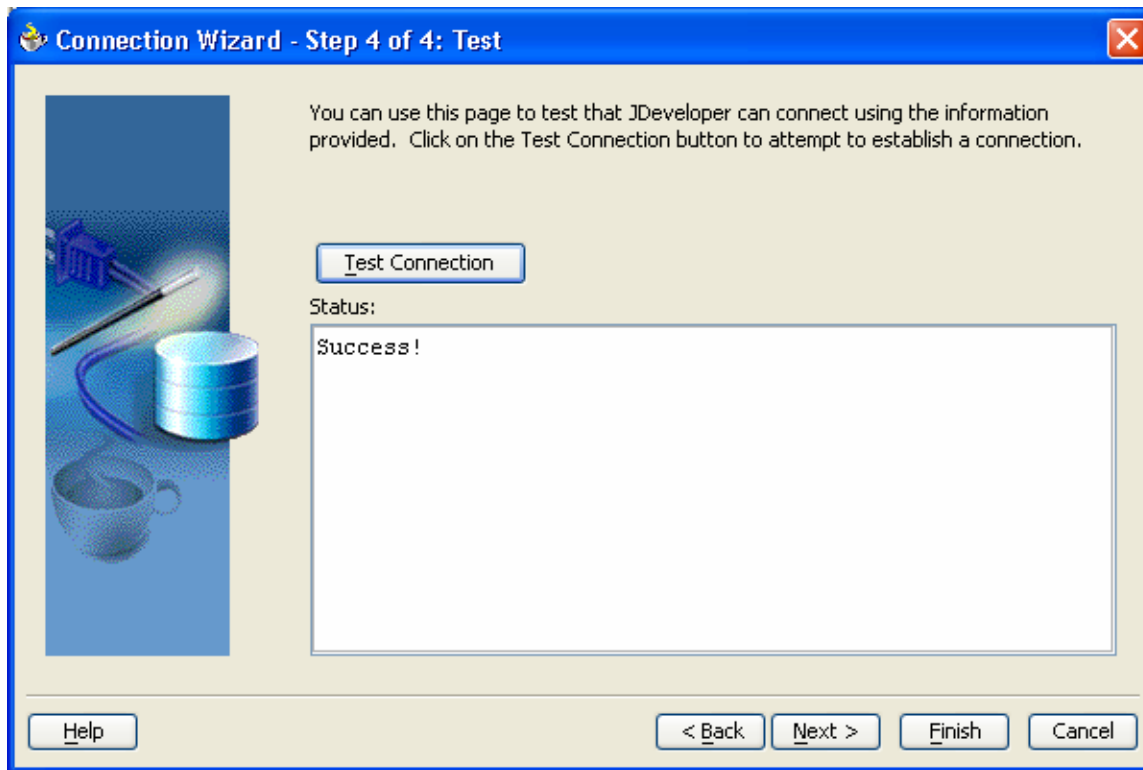 Connection Wizard - Step 4 of 4: Test
You can use this page to test that JDeveloper can connect using the information
provided.  Click on the Test Connection button to attempt to establish a connection.
Test Connection
Status:
Success!
Help
< Back
Next >
Finish
Cancel